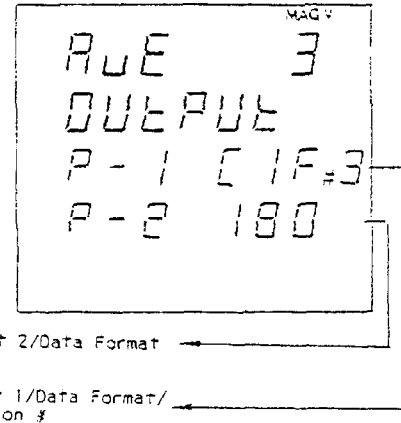 MAG V
AuE 3
OUtPUt
P-1 C1F#3
P-2 180
2/Data Format
1/Data Format/
on #